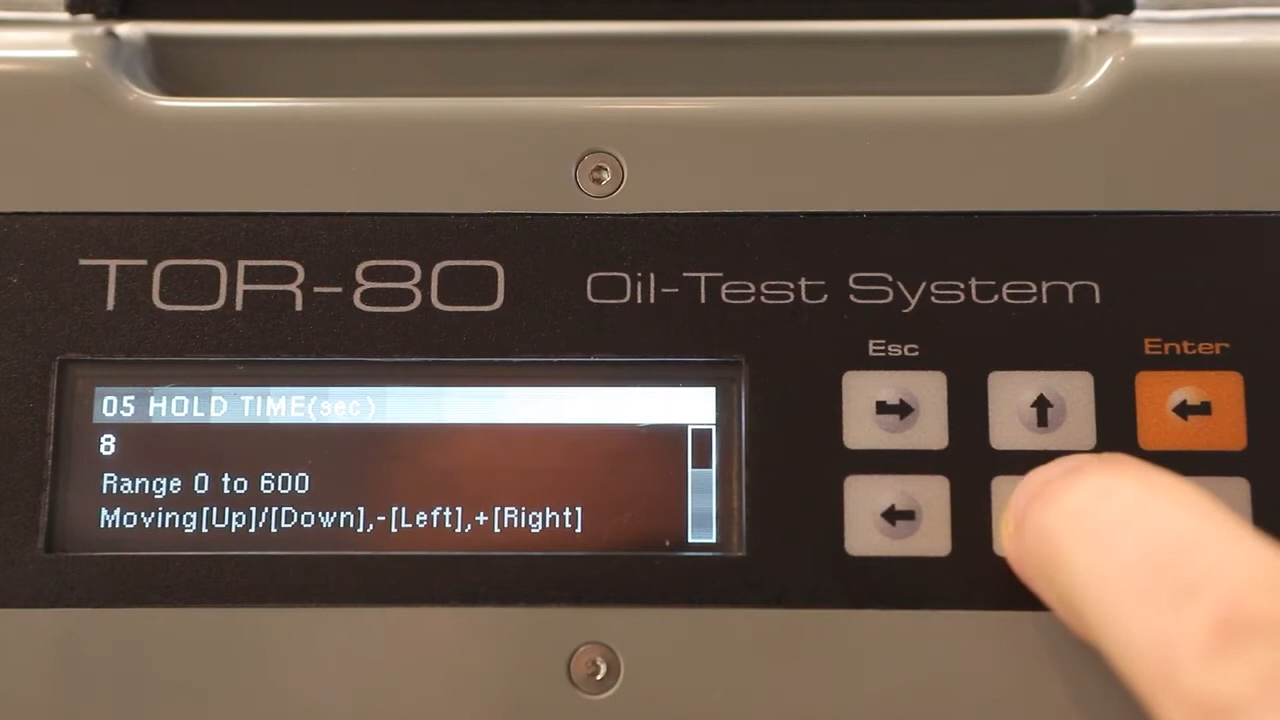 TOR-80 Oil-Test System
Esc
Enter
05 HOLD TIME(sec)
8
Range 0 to 600
Moving[Up]/[Down],-[Left],+[Right]